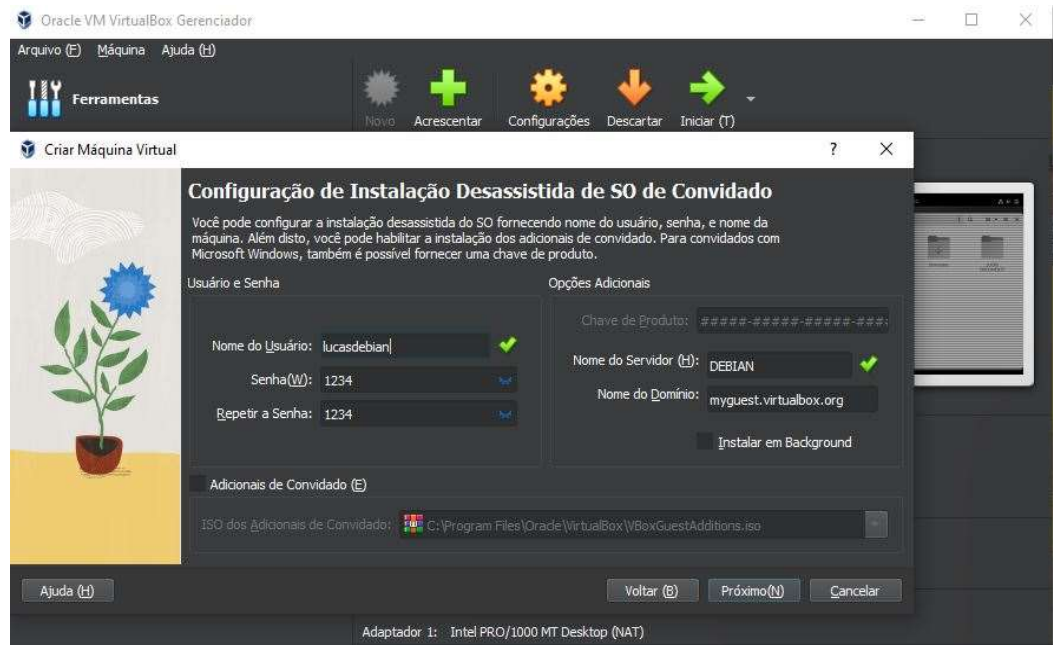 Oracle VM VirtualBox Gerenciador
Arquivo (F) Máquina Ajuda (H)
Ferramentas
Novo Acrescentar Configurações Descartar Iniciar (T)
Criar Máquina Virtual
?
Configuração de Instalação Desassistida de SO de Convidado
Você pode configurar a instalação desassistida do SO fornecendo nome do usuário, senha, e nome da
máquina. Além disto, você pode habilitar a instalação dos adicionais de convidado. Para convidados com
Microsoft Windows, também é possível fornecer uma chave de produto.
Usuário e Senha
Nome do Usuário: lucasdebian
Senha(W): 1234
Repetir a Senha: 1234
Opções Adicionais
Chave de Produto: #####-#####-#####-###
Nome do Servidor (H): DEBIAN
Nome do Domínio: myguest.virtualbox.org
Instalar em Background
Adicionais de Convidado (E)
ISO dos Adicionais de Convidado: C:\Program Files\Oracle\VirtualBox\VBoxGuestAdditions.iso
Ajuda (H) Voltar (B) Próximo(N) Cancelar
Adaptador 1: Intel PRO/1000 MT Desktop (NAT)